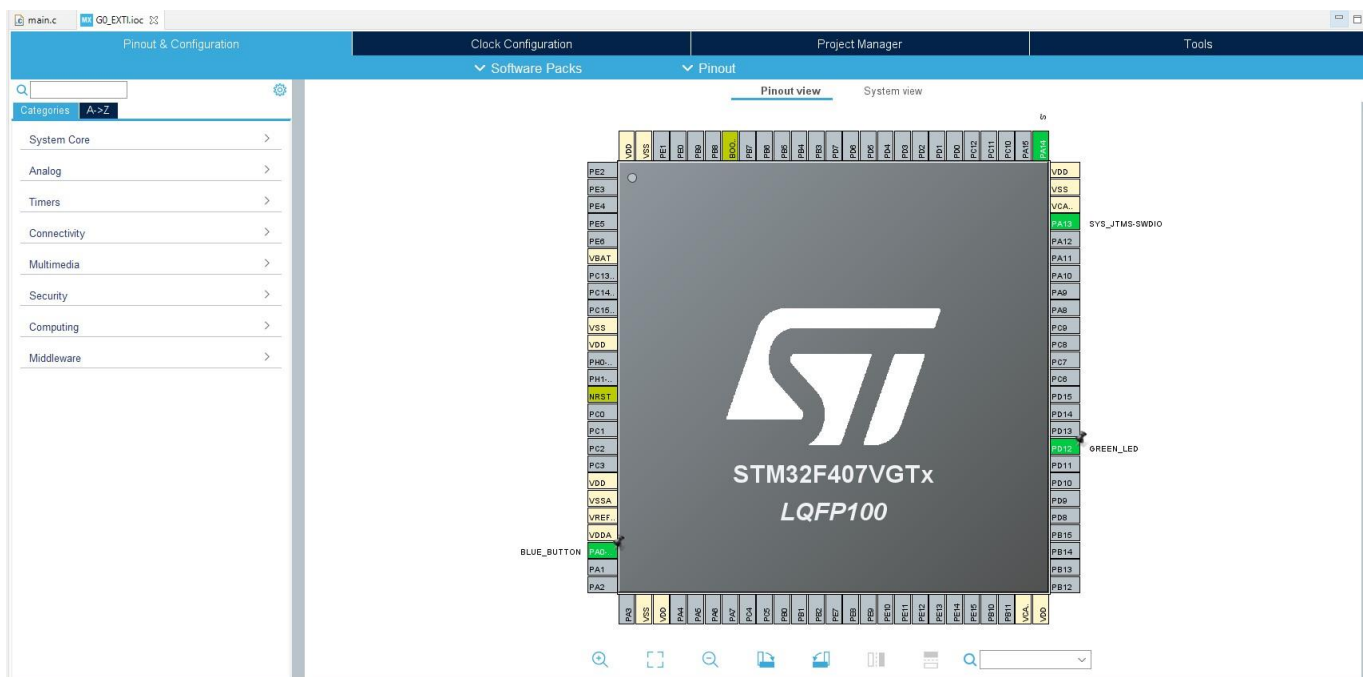 main.c G0_EXTI.ioc
Pinout & Configuration Clock Configuration Project Manager Tools
Software Packs Pinout
Pinout view System view
Categories A->Z
System Core
Analog
Timers
Connectivity
Multimedia
Security
Computing
Middleware
S
VDD VSS PE1 PE0 PB9 PB8 BOO.. PB7 PB6 PB5 PB4 PB3 PD7 PD6 PD5 PD4 PD3 PD2 PD1 PD0 PC12 PC11 PC10 PA15 PA14
PE2 VDD
PE3 VSS
PE4 VCA..
PE5 PA13 SYS_JTMS-SWDIO
PE6 PA12
VBAT PA11
PC13.. PA10
PC14.. PA9
PC15.. PA8
VSS PC9
VDD PC8
PH0-.. PC7
PH1-.. PC6
NRST PD15
PC0 PD14
PC1 PD13
PC2 PD12 GREEN_LED
PC3 PD11
VDD PD10
VSSA PD9
VREF.. PD8
VDDA PB15
BLUE_BUTTON PA0- PB14
PA1 PB13
PA2 PB12
STM32F407VGTx
LQFP100
PA3 VSS VDD PA4 PA5 PA6 PA7 PC4 PC5 PB0 PB1 PB2 PE7 PE8 PE9 PE10 PE11 PE12 PE13 PE14 PE15 PB10 PB11 VCA.. VDD